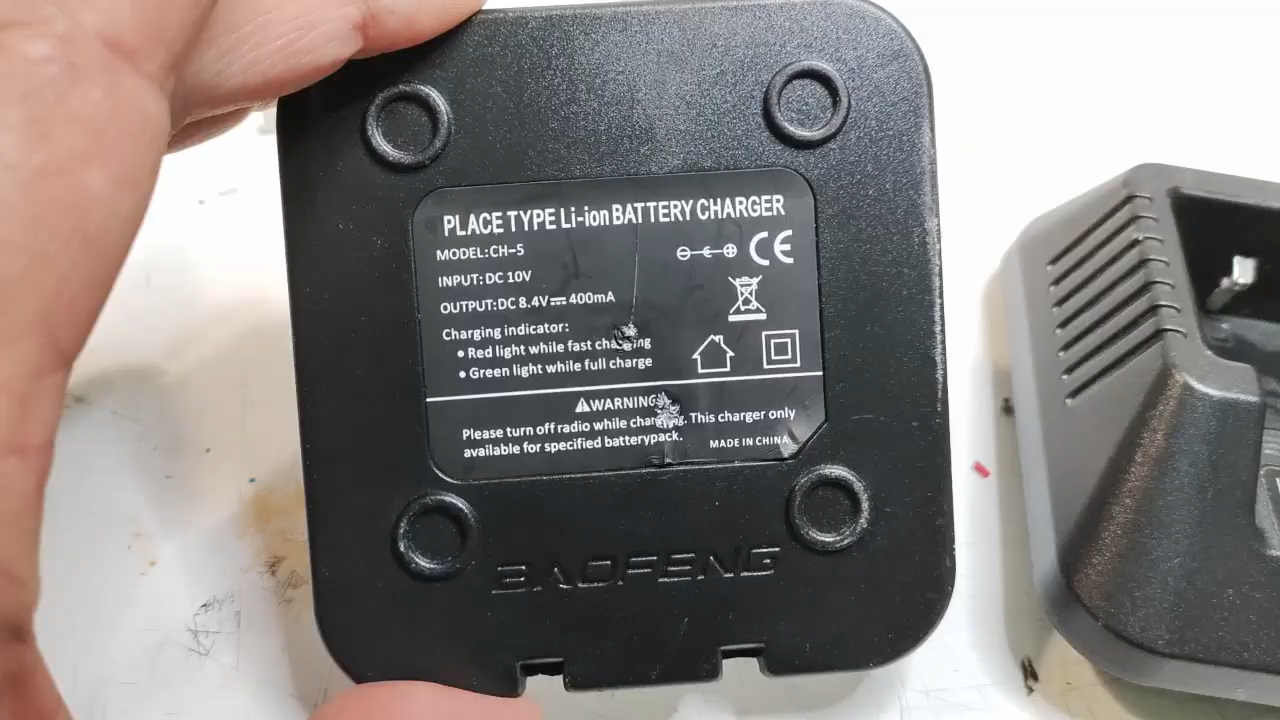 PLACE TYPE Li-ion BATTERY CHARGER
MODEL:CH-5
INPUT: DC 10V
OUTPUT:DC 8.4V⎓400mA
Charging indicator:
• Red light while fast charging
• Green light while full charge
⚠WARNING
Please turn off radio while charging. This charger only
available for specified batterypack.
MADE IN CHINA
CE
BAOFENG